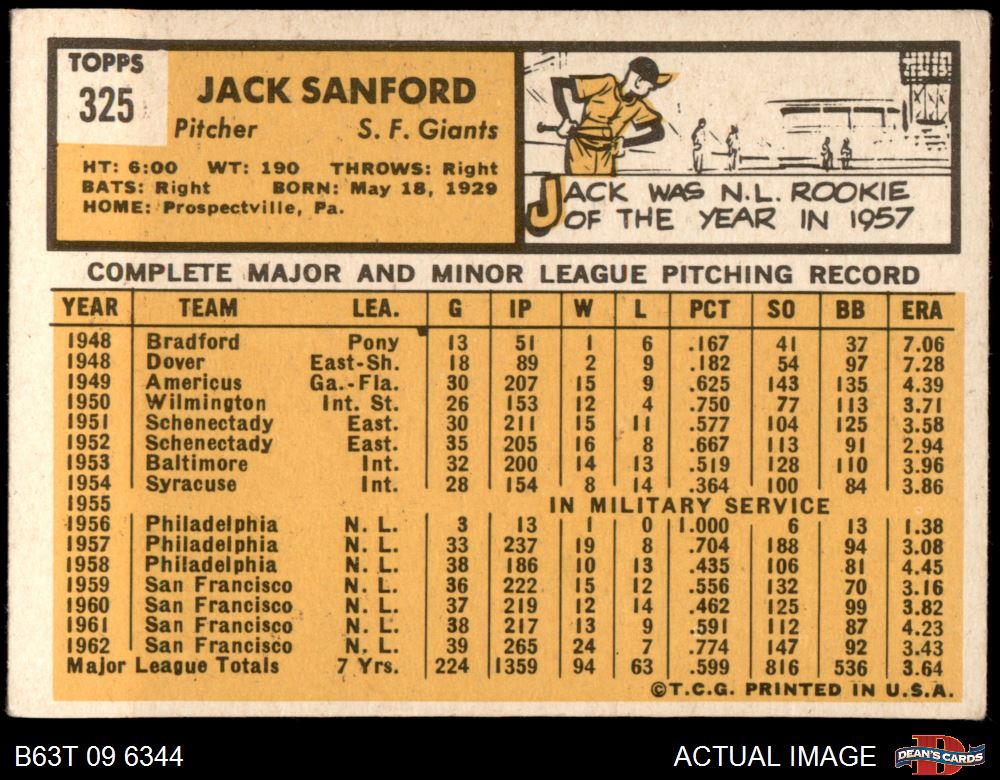 TOPPS
325
JACK SANFORD
Pitcher S. F. Giants
HT: 6:00 WT: 190 THROWS: Right
BATS: Right BORN: May 18, 1929
HOME: Prospectville, Pa.
JACK WAS N.L. ROOKIE
OF THE YEAR IN 1957
COMPLETE MAJOR AND MINOR LEAGUE PITCHING RECORD
YEAR TEAM LEA. G IP W L PCT SO BB ERA
1948 Bradford Pony 13 51 1 6 .167 41 37 7.06
1948 Dover East-Sh. 18 89 2 9 .182 54 97 7.28
1949 Americus Ga.-Fla. 30 207 15 9 .625 143 135 4.39
1950 Wilmington Int. St. 26 153 12 4 .750 77 113 3.71
1951 Schenectady East. 30 211 15 11 .577 104 125 3.58
1952 Schenectady East. 35 205 16 8 .667 113 91 2.94
1953 Baltimore Int. 32 200 14 13 .519 128 110 3.96
1954 Syracuse Int. 28 154 8 14 .364 100 84 3.86
1955 IN MILITARY SERVICE
1956 Philadelphia N. L. 3 13 1 0 1.000 6 13 1.38
1957 Philadelphia N. L. 33 237 19 8 .704 188 94 3.08
1958 Philadelphia N. L. 38 186 10 13 .435 106 81 4.45
1959 San Francisco N. L. 36 222 15 12 .556 132 70 3.16
1960 San Francisco N. L. 37 219 12 14 .462 125 99 3.82
1961 San Francisco N. L. 38 217 13 9 .591 112 87 4.23
1962 San Francisco N. L. 39 265 24 7 .774 147 92 3.43
Major League Totals 7 Yrs. 224 1359 94 63 .599 816 536 3.64
©T.C.G. PRINTED IN U.S.A.
B63T 09 6344
ACTUAL IMAGE
D
DEAN'S CARDS